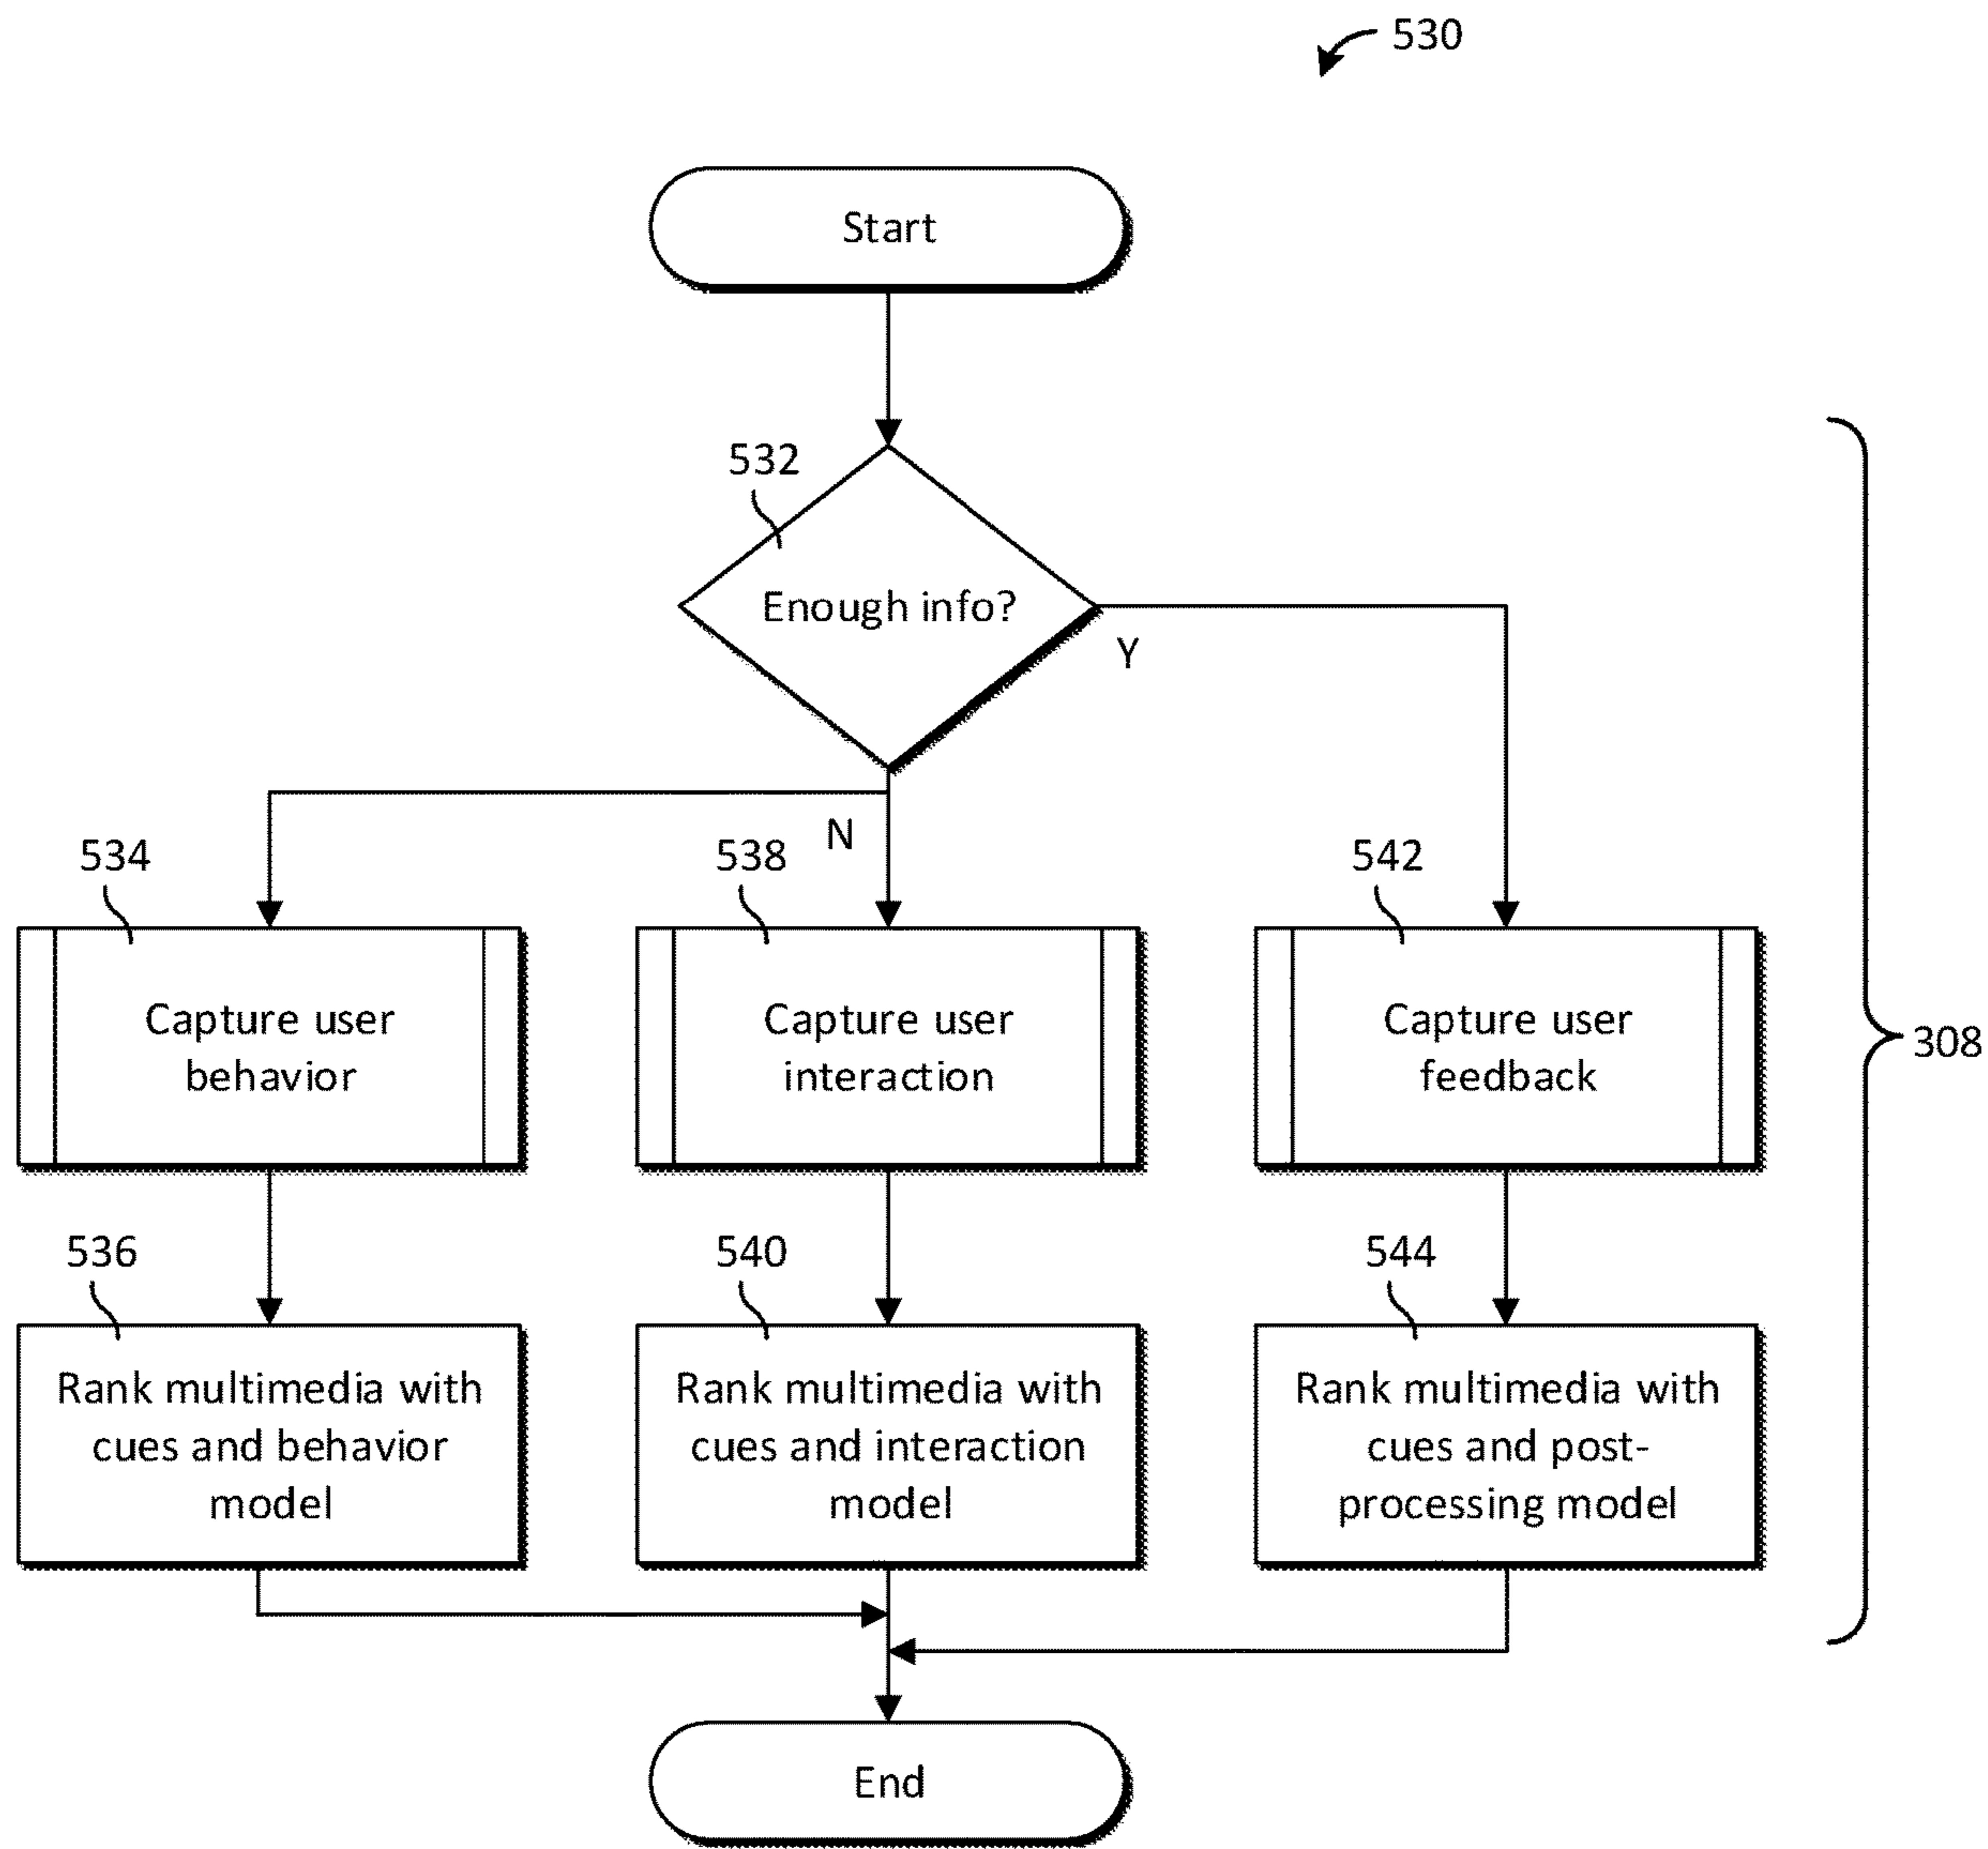 530
Start
532
Enough info?
Y
N
534
538
542
Capture user
behavior
Capture user
interaction
Capture user
feedback
308
536
540
544
Rank multimedia with
cues and behavior
model
Rank multimedia with
cues and interaction
model
Rank multimedia with
cues and post-
processing model
End